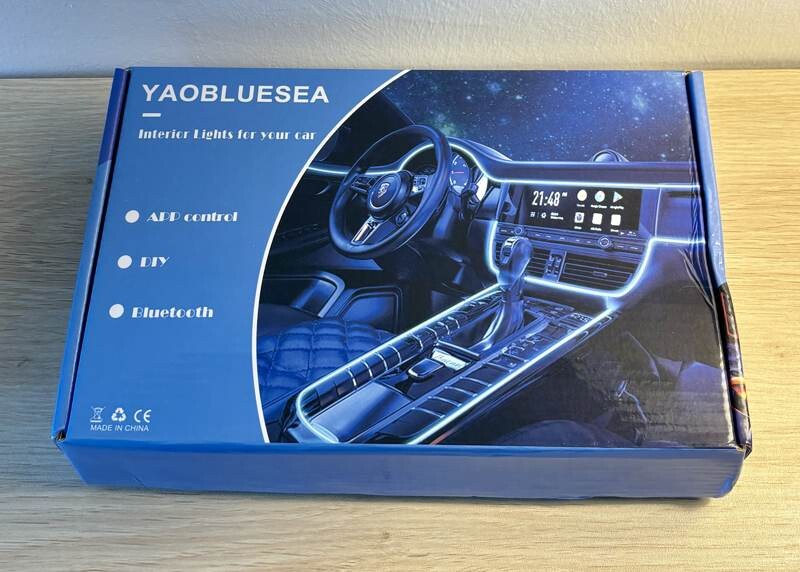 YAOBLUESEA
Interior Lights for your car
APP control
DIY
Bluetooth
21:48
CE
MADE IN CHINA